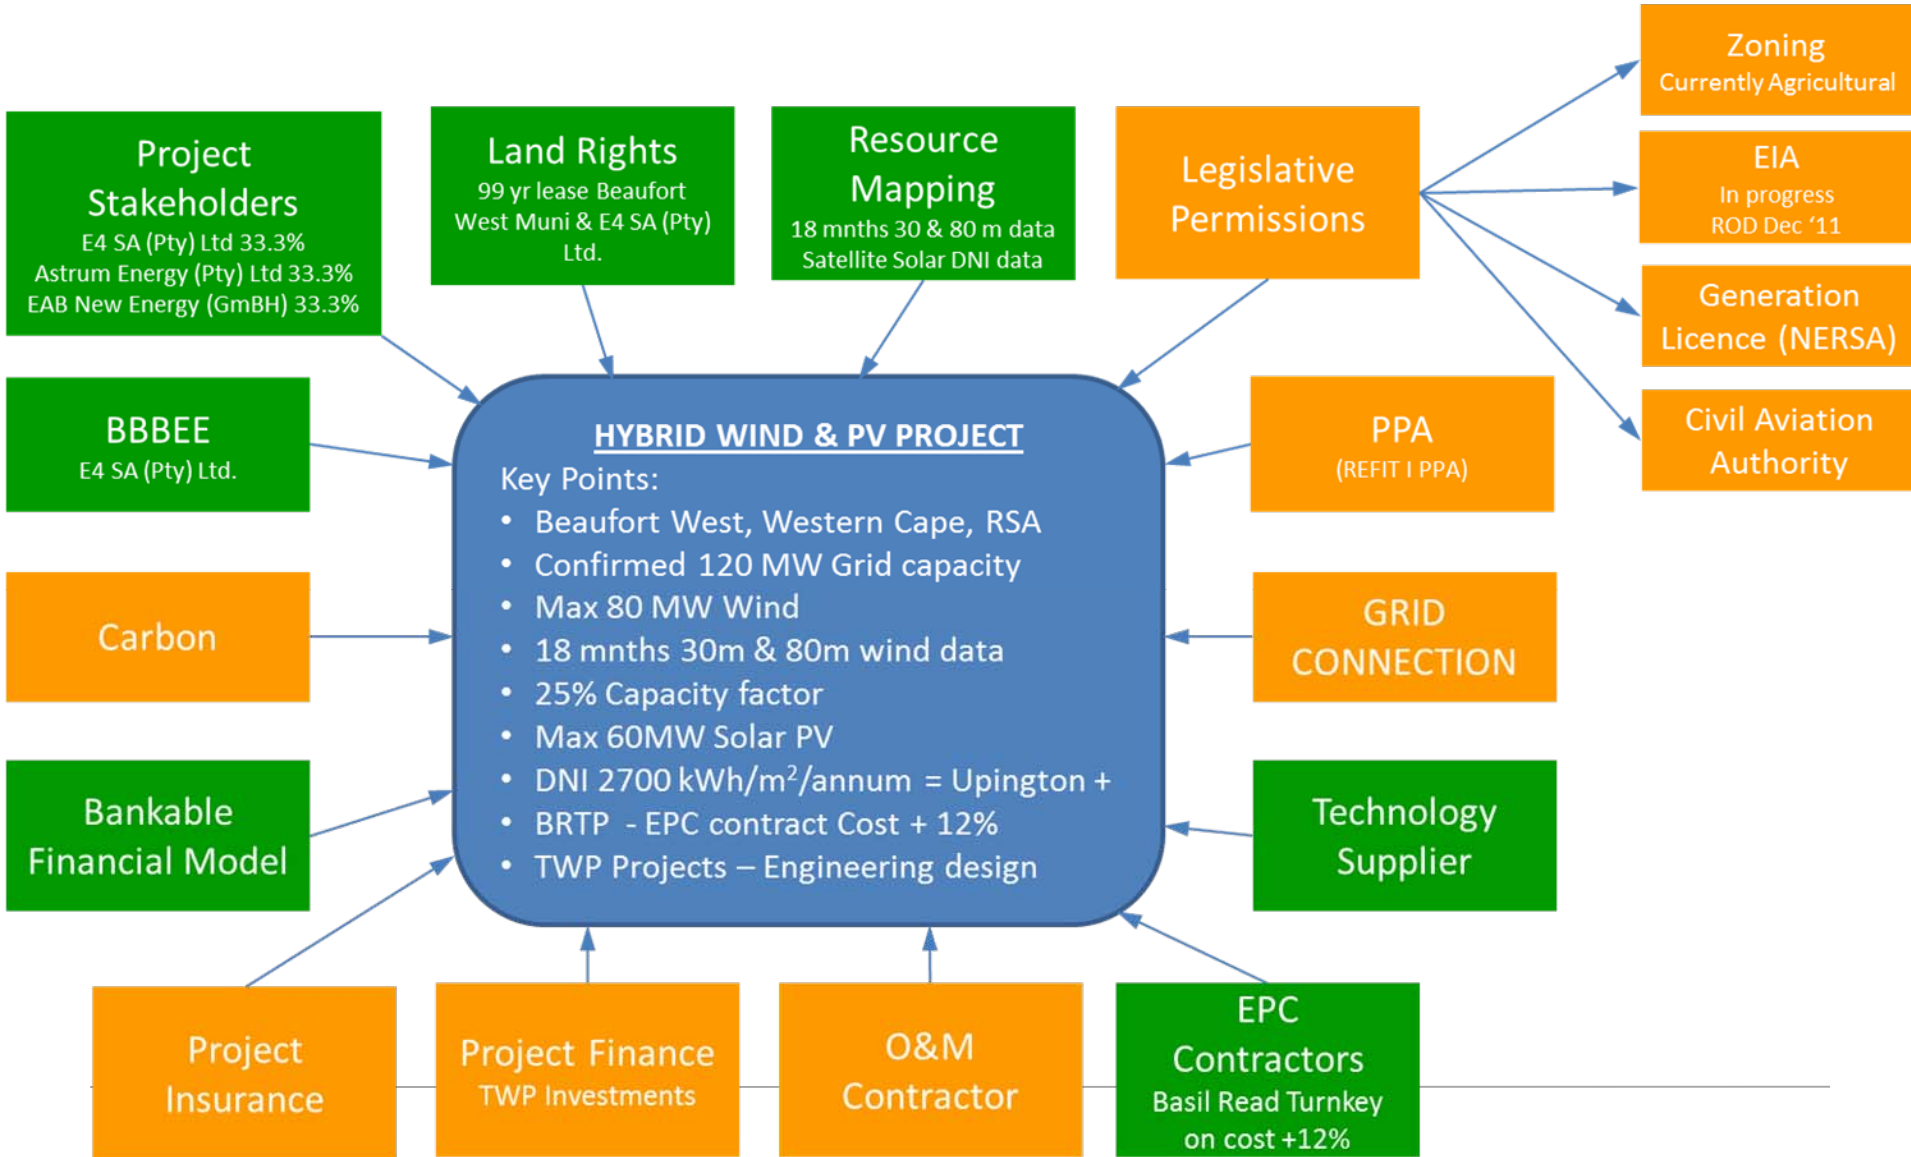 Project
Stakeholders
E4 SA (Pty) Ltd 33.3%
Astrum Energy (Pty) Ltd 33.3%
EAB New Energy (GmBH) 33.3%
Land Rights
99 yr lease Beaufort
West Muni & E4 SA (Pty)
Ltd.
Resource
Mapping
18 mnths 30 & 80 m data
Satellite Solar DNI data
Legislative
Permissions
Zoning
Currently Agricultural
EIA
In progress
ROD Dec ‘11
Generation
Licence (NERSA)
Civil Aviation
Authority
BBBEE
E4 SA (Pty) Ltd.
Carbon
Bankable
Financial Model
HYBRID WIND & PV PROJECT
Key Points:
• Beaufort West, Western Cape, RSA
• Confirmed 120 MW Grid capacity
• Max 80 MW Wind
• 18 mnths 30m & 80m wind data
• 25% Capacity factor
• Max 60MW Solar PV
• DNI 2700 kWh/m²/annum = Upington +
• BRTP - EPC contract Cost + 12%
• TWP Projects – Engineering design
PPA
(REFIT I PPA)
GRID
CONNECTION
Technology
Supplier
Project
Insurance
Project Finance
TWP Investments
O&M
Contractor
EPC
Contractors
Basil Read Turnkey
on cost +12%